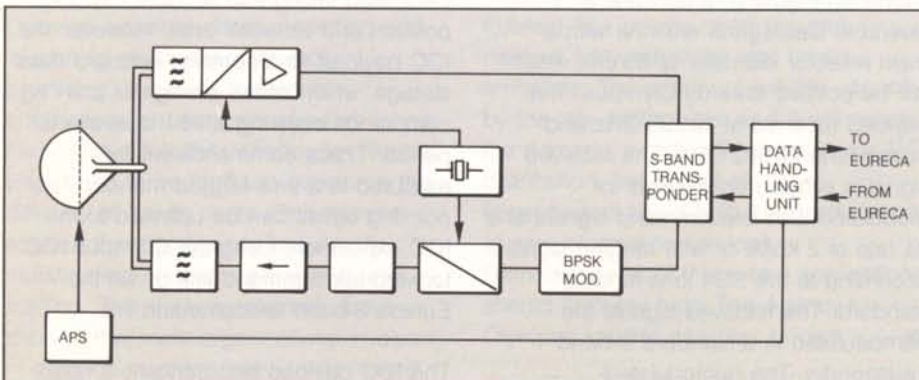 S-BAND
TRANS-
PONDER
DATA
HAND-
LING
UNIT
TO
EURECA
FROM
EURECA
BPSK
MOD.
APS